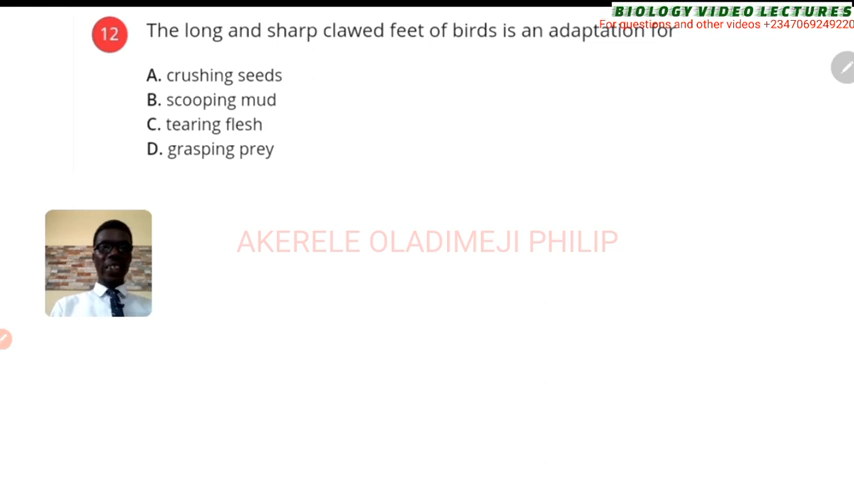 BIOLOGY VIDEO LECTURES
For questions and other videos +2347069249220
12 The long and sharp clawed feet of birds is an adaptation for
A. crushing seeds
B. scooping mud
C. tearing flesh
D. grasping prey
AKERELE OLADIMEJI PHILIP